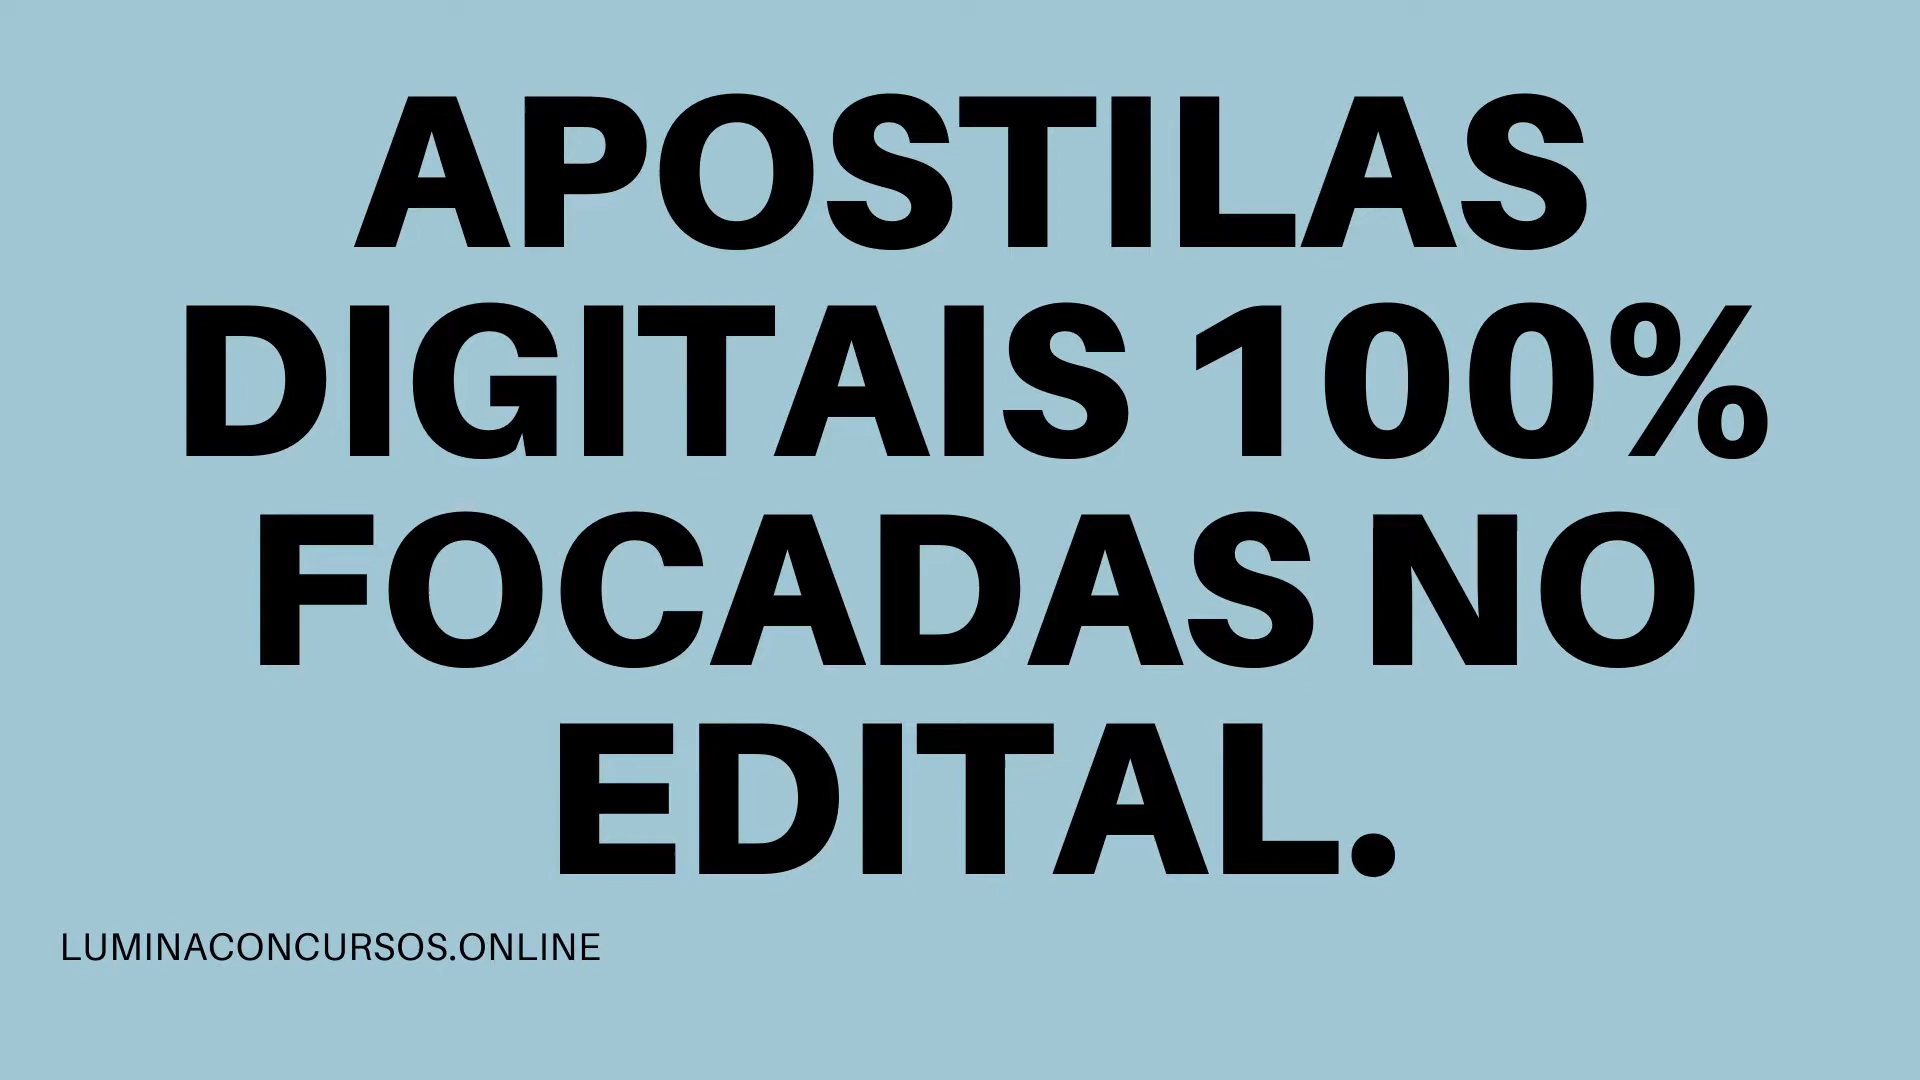 APOSTILAS
DIGITAIS 100%
FOCADAS NO
EDITAL.
LUMINACONCURSOS.ONLINE